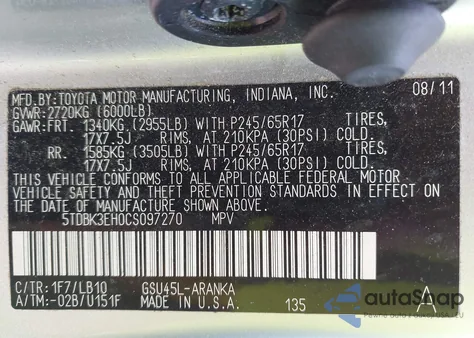 MFD.BY:TOYOTA MOTOR MANUFACTURING, INDIANA, INC. 08/11
GVWR:2720KG (6000LB)
GAWR:FRT. 1340KG (2955LB) WITH P245/65R17 TIRES,
17X7.5J RIMS, AT 210KPA (30PSI) COLD.
RR. 1585KG (3505LB) WITH P245/65R17 TIRES,
17X7.5J RIMS, AT 210KPA (30PSI) COLD.
THIS VEHICLE CONFORMS TO ALL APPLICABLE FEDERAL MOTOR
VEHICLE SAFETY AND THEFT PREVENTION STANDARDS IN EFFECT
ON THE DATE OF MANUFACTURE SHOWN ABOVE.
5TDBK3EH0CS097270 MPV
C/TR:1F7/LB10 GSU45L-ARANKA
A/TM:-02B/U151F MADE IN U.S.A. 135 A
autoSnap